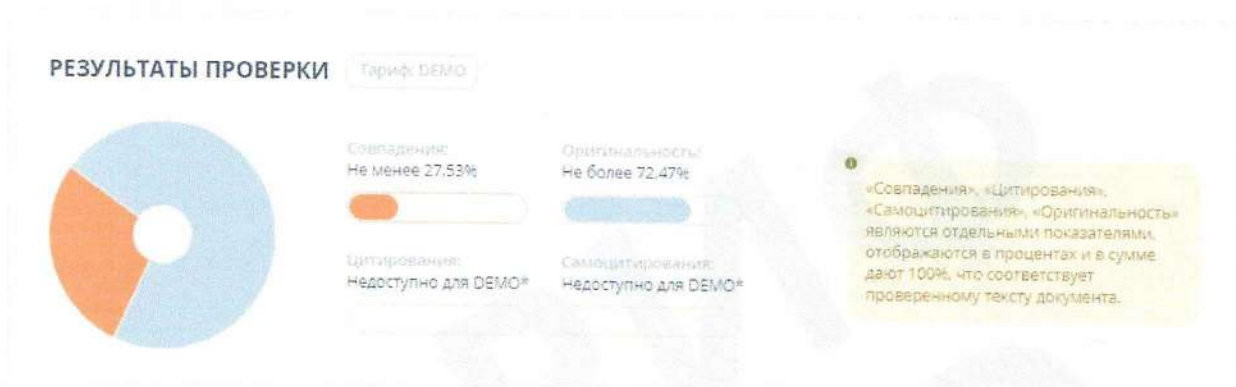 РЕЗУЛЬТАТЫ ПРОВЕРКИ Тариф: DEMO
Совпадения:
Не менее 27.53%
Оригинальность:
Не более 72.47%
Цитирования:
Недоступно для DEMO*
Самоцитирования:
Недоступно для DEMO*
«Совпадения», «Цитирования»,
«Самоцитирования», «Оригинальность»
являются отдельными показателями,
отображаются в процентах и в сумме
дают 100%, что соответствует
проверенному тексту документа.